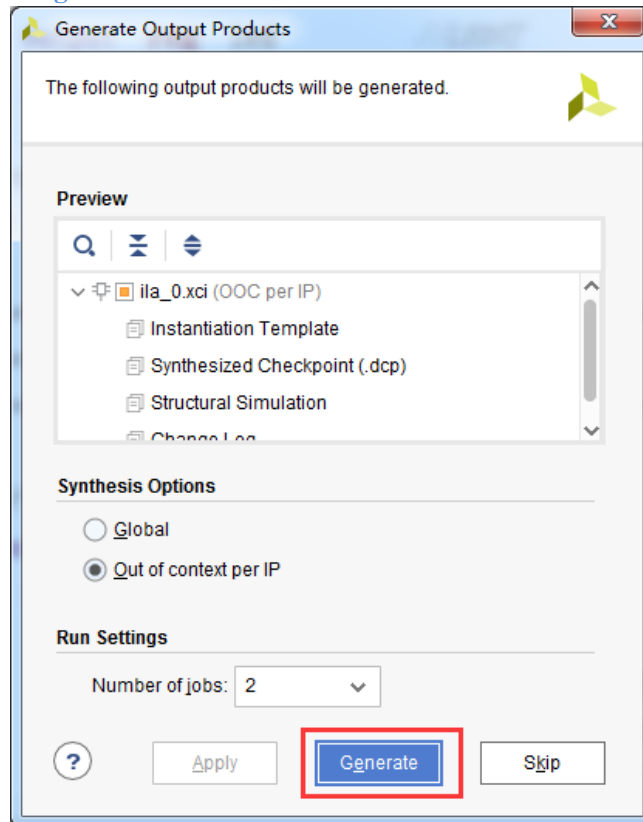 Generate Output Products
The following output products will be generated.
Preview
ila_0.xci (OOC per IP)
Instantiation Template
Synthesized Checkpoint (.dcp)
Structural Simulation
Change Log
Synthesis Options
Global
Out of context per IP
Run Settings
Number of jobs: 2
? Apply Generate Skip